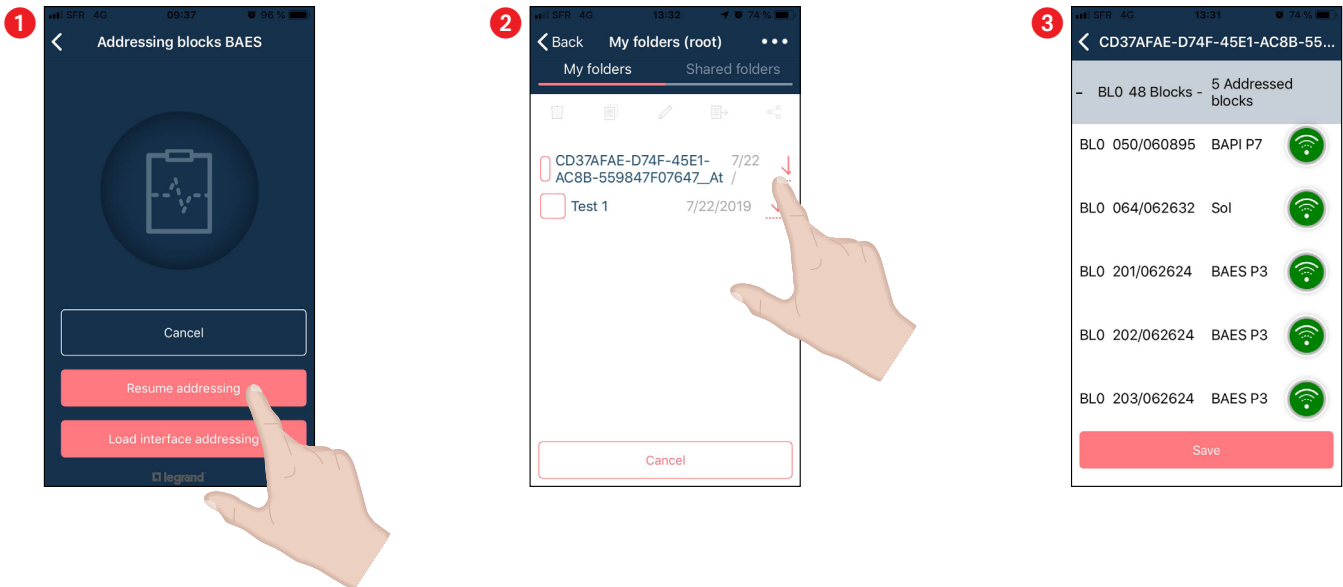 1
SFR 4G 09:37 96 %
Addressing blocks BAES
Cancel
Resume addressing
Load interface addressing
legrand
2
SFR 4G 13:32 74 %
Back My folders (root) •••
My folders Shared folders
CD37AFAE-D74F-45E1- 7/22
AC8B-559847F07647__At /
Test 1 7/22/2019
Cancel
3
SFR 4G 13:31 74 %
CD37AFAE-D74F-45E1-AC8B-55...
– BL0 48 Blocks - 5 Addressed
blocks
BL0 050/060895 BAPI P7
BL0 064/062632 Sol
BL0 201/062624 BAES P3
BL0 202/062624 BAES P3
BL0 203/062624 BAES P3
Save